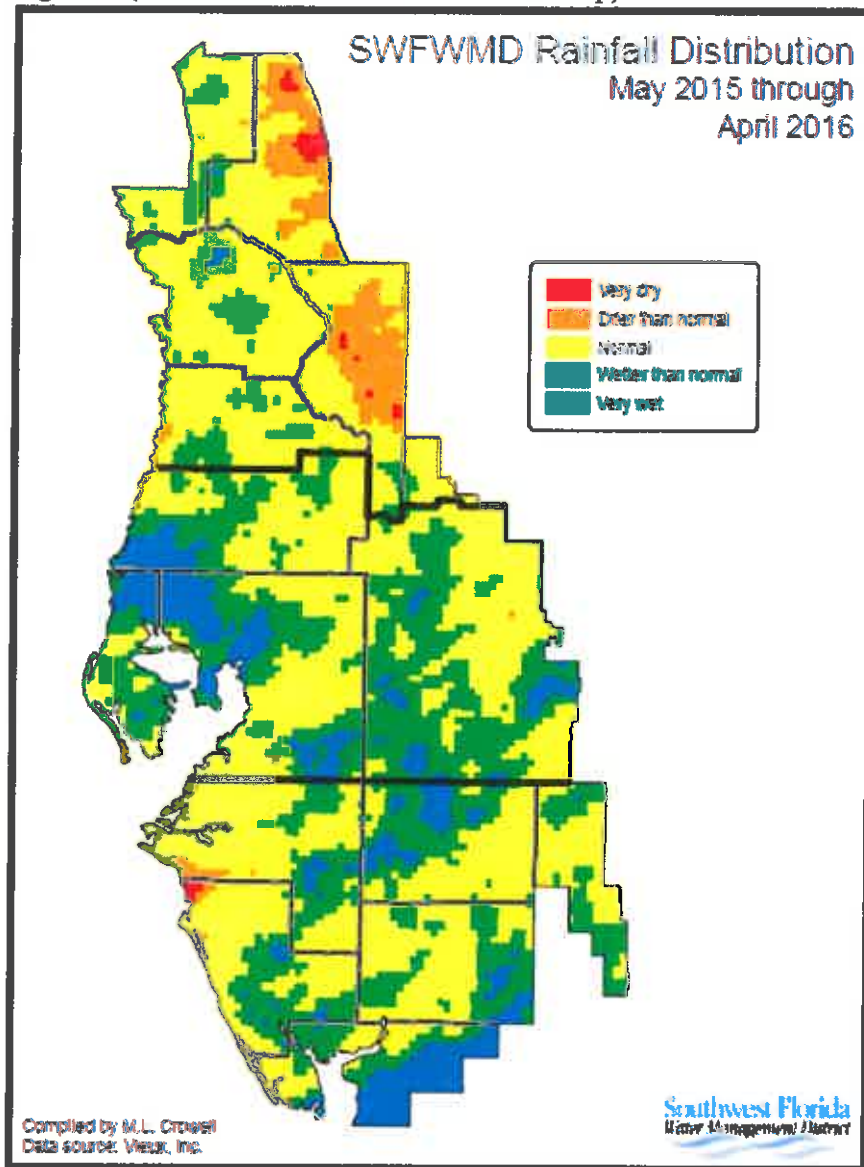 SWFWMD Rainfall Distribution
May 2015 through
April 2016
Very dry
Drier than normal
Normal
Wetter than normal
Very wet
Compiled by M.L. Crowell
Data source: Vieux, Inc.
Southwest Florida
Water Management District